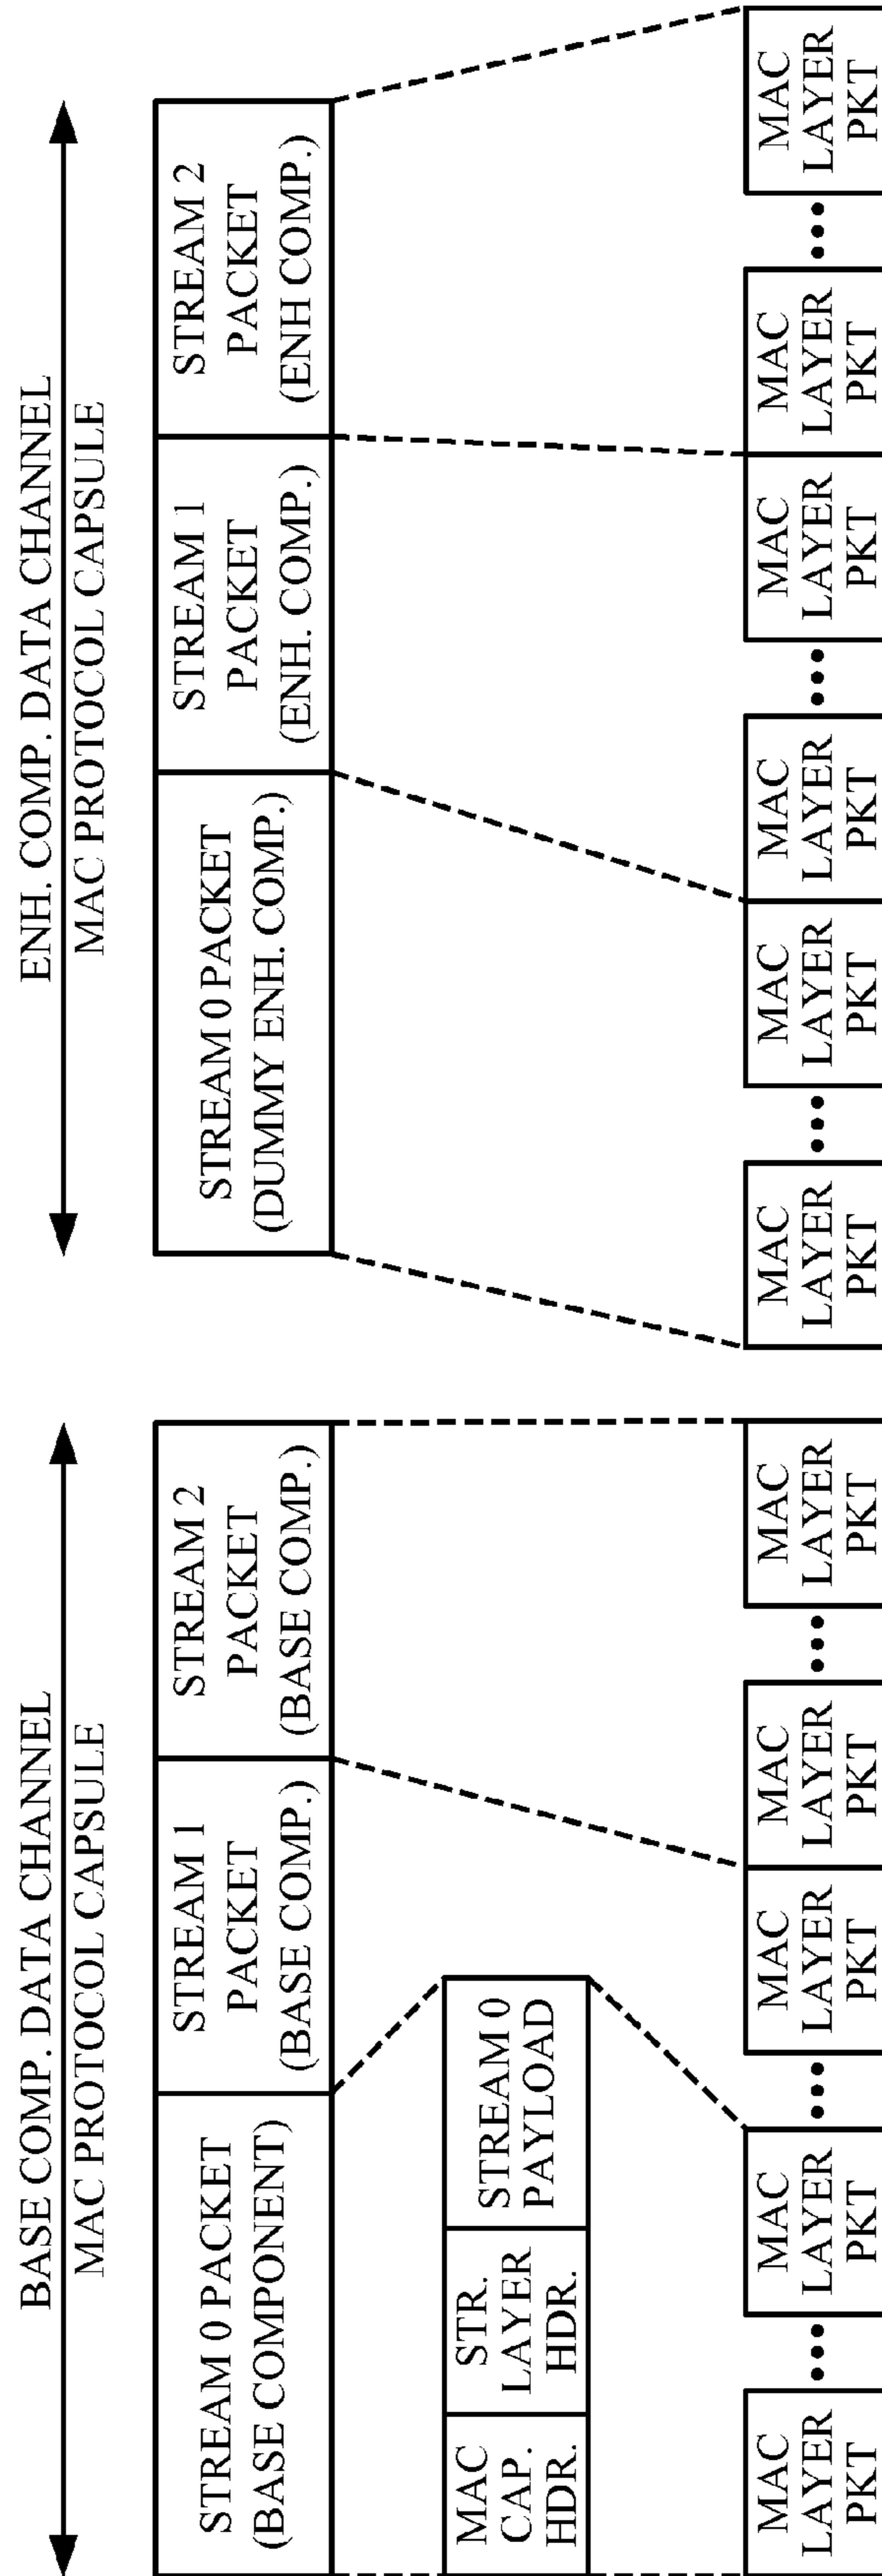 BASE COMP. DATA CHANNEL
MAC PROTOCOL CAPSULE
ENH. COMP. DATA CHANNEL
MAC PROTOCOL CAPSULE
STREAM 0 PACKET
(BASE COMPONENT)
STREAM 1
PACKET
(BASE COMP.)
STREAM 2
PACKET
(BASE COMP.)
STREAM 0 PACKET
(DUMMY ENH. COMP.)
STREAM 1
PACKET
(ENH. COMP.)
STREAM 2
PACKET
(ENH COMP.)
MAC
CAP.
HDR.
STR.
LAYER
HDR.
STREAM 0
PAYLOAD
MAC
LAYER
PKT
MAC
LAYER
PKT
MAC
LAYER
PKT
MAC
LAYER
PKT
MAC
LAYER
PKT
MAC
LAYER
PKT
MAC
LAYER
PKT
MAC
LAYER
PKT
MAC
LAYER
PKT
MAC
LAYER
PKT
MAC
LAYER
PKT